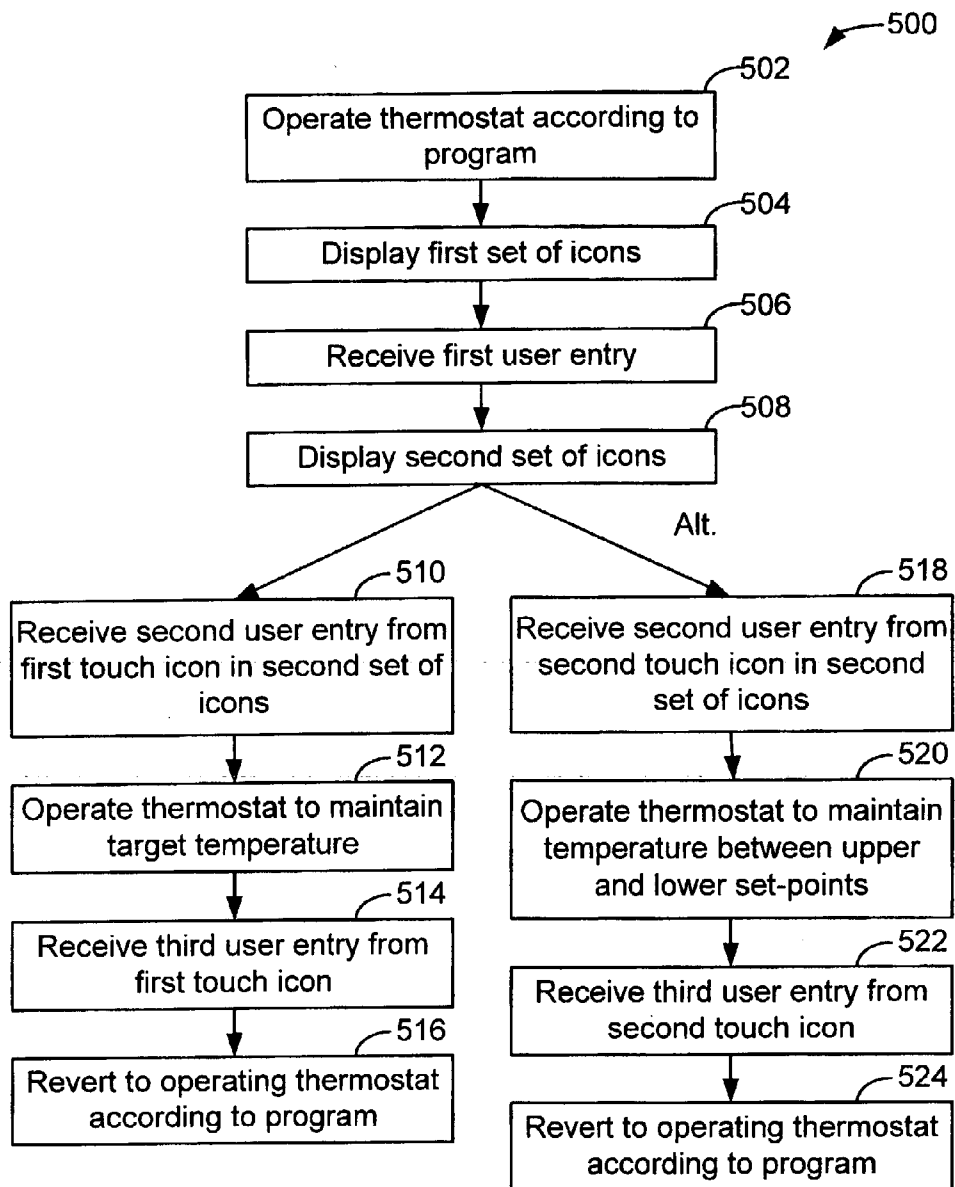 500
502
Operate thermostat according to
program
504
Display first set of icons
506
Receive first user entry
508
Display second set of icons
Alt.
510
Receive second user entry from
first touch icon in second set of
icons
512
Operate thermostat to maintain
target temperature
514
Receive third user entry from
first touch icon
516
Revert to operating thermostat
according to program
518
Receive second user entry from
second touch icon in second
set of icons
520
Operate thermostat to maintain
temperature between upper
and lower set-points
522
Receive third user entry from
second touch icon
524
Revert to operating thermostat
according to program